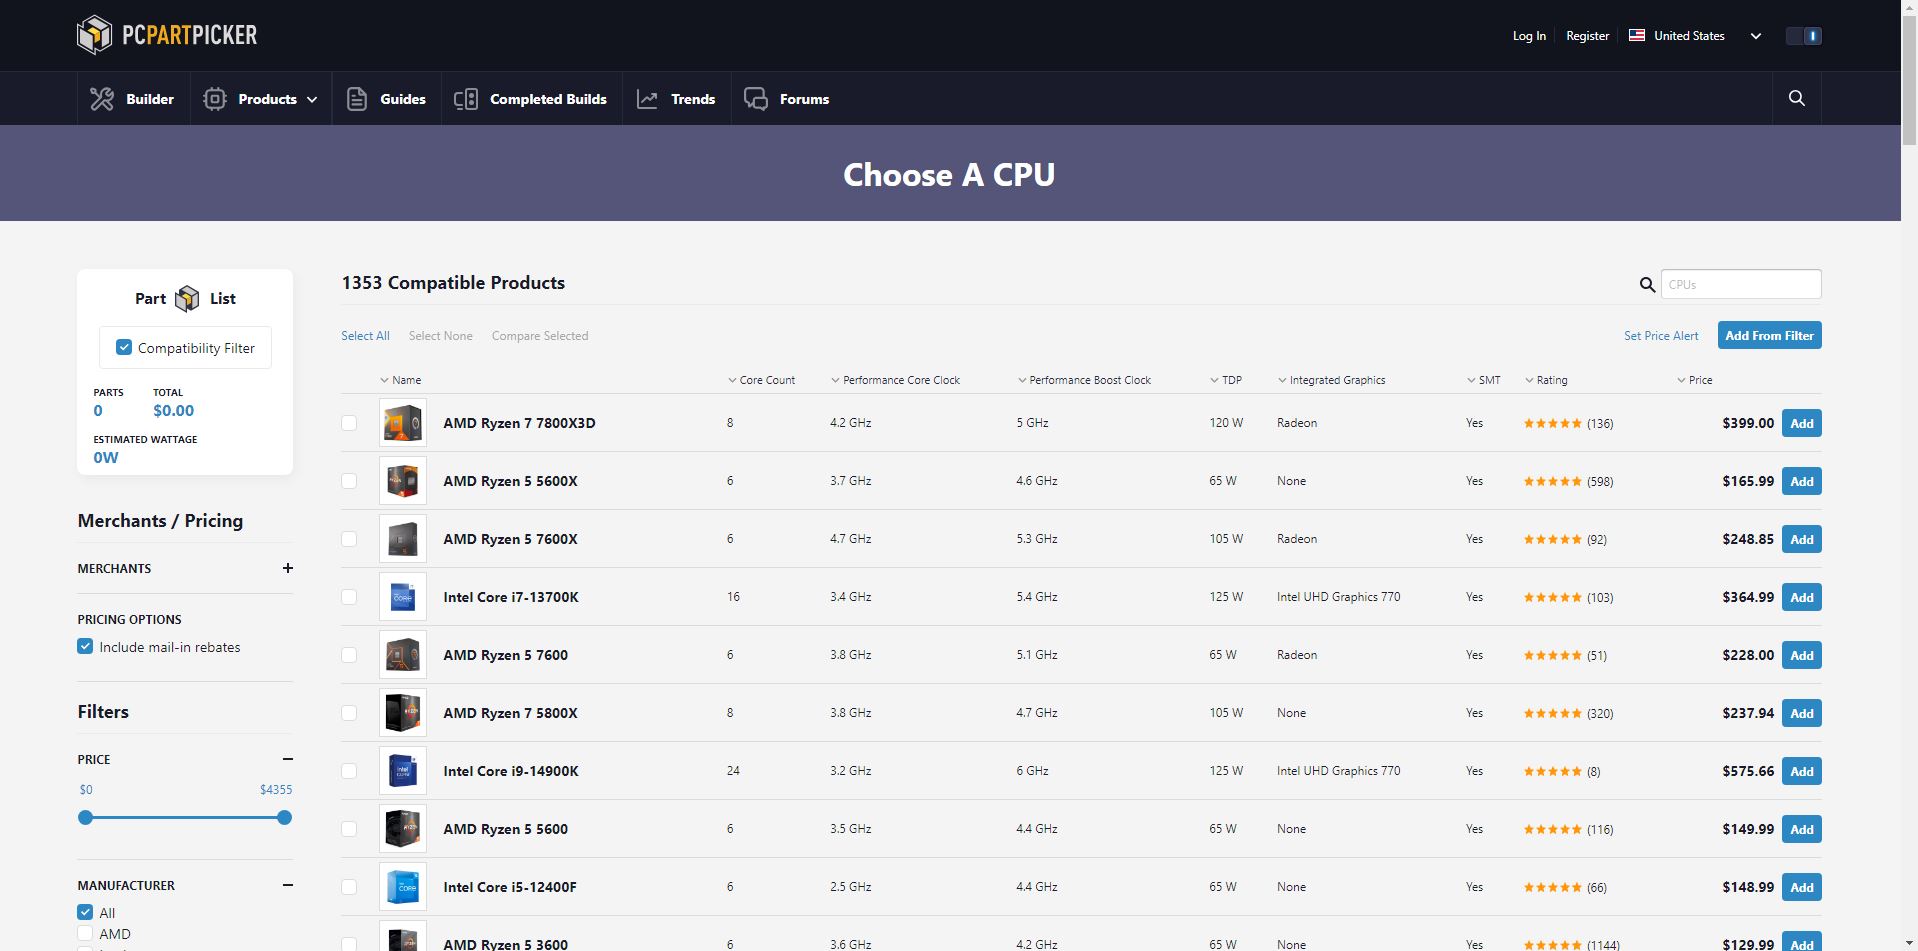 PCPARTPICKER
Log In Register United States
Builder Products Guides Completed Builds Trends Forums
Choose A CPU
Part List
Compatibility Filter
PARTS TOTAL
0 $0.00
ESTIMATED WATTAGE
0W
Merchants / Pricing
MERCHANTS
PRICING OPTIONS
Include mail-in rebates
Filters
PRICE
$0 $4355
MANUFACTURER
All
AMD
1353 Compatible Products
CPUs
Select All Select None Compare Selected Set Price Alert Add From Filter
Name Core Count Performance Core Clock Performance Boost Clock TDP Integrated Graphics SMT Rating Price
AMD Ryzen 7 7800X3D 8 4.2 GHz 5 GHz 120 W Radeon Yes (136) $399.00 Add
AMD Ryzen 5 5600X 6 3.7 GHz 4.6 GHz 65 W None Yes (598) $165.99 Add
AMD Ryzen 5 7600X 6 4.7 GHz 5.3 GHz 105 W Radeon Yes (92) $248.85 Add
Intel Core i7-13700K 16 3.4 GHz 5.4 GHz 125 W Intel UHD Graphics 770 Yes (103) $364.99 Add
AMD Ryzen 5 7600 6 3.8 GHz 5.1 GHz 65 W Radeon Yes (51) $228.00 Add
AMD Ryzen 7 5800X 8 3.8 GHz 4.7 GHz 105 W None Yes (320) $237.94 Add
Intel Core i9-14900K 24 3.2 GHz 6 GHz 125 W Intel UHD Graphics 770 Yes (8) $575.66 Add
AMD Ryzen 5 5600 6 3.5 GHz 4.4 GHz 65 W None Yes (116) $149.99 Add
Intel Core i5-12400F 6 2.5 GHz 4.4 GHz 65 W None Yes (66) $148.99 Add
AMD Ryzen 5 3600 6 3.6 GHz 4.2 GHz 65 W None Yes (1144) $129.99 Add